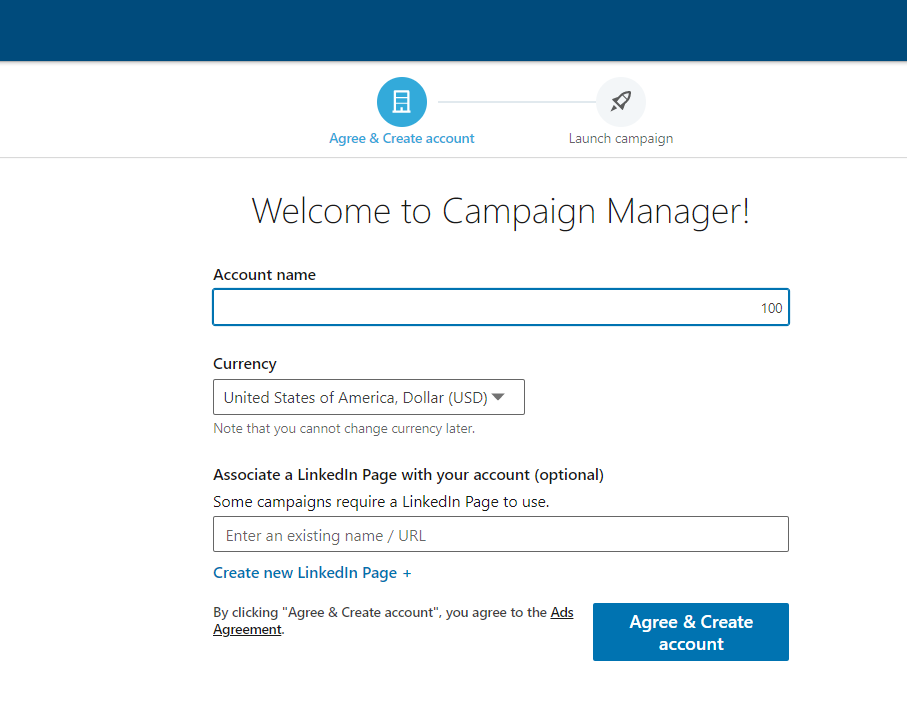 Agree & Create account
Launch campaign
Welcome to Campaign Manager!
Account name
100
Currency
United States of America, Dollar (USD)
Note that you cannot change currency later.
Associate a LinkedIn Page with your account (optional)
Some campaigns require a LinkedIn Page to use.
Enter an existing name / URL
Create new LinkedIn Page +
By clicking "Agree & Create account", you agree to the Ads
Agreement.
Agree & Create
account